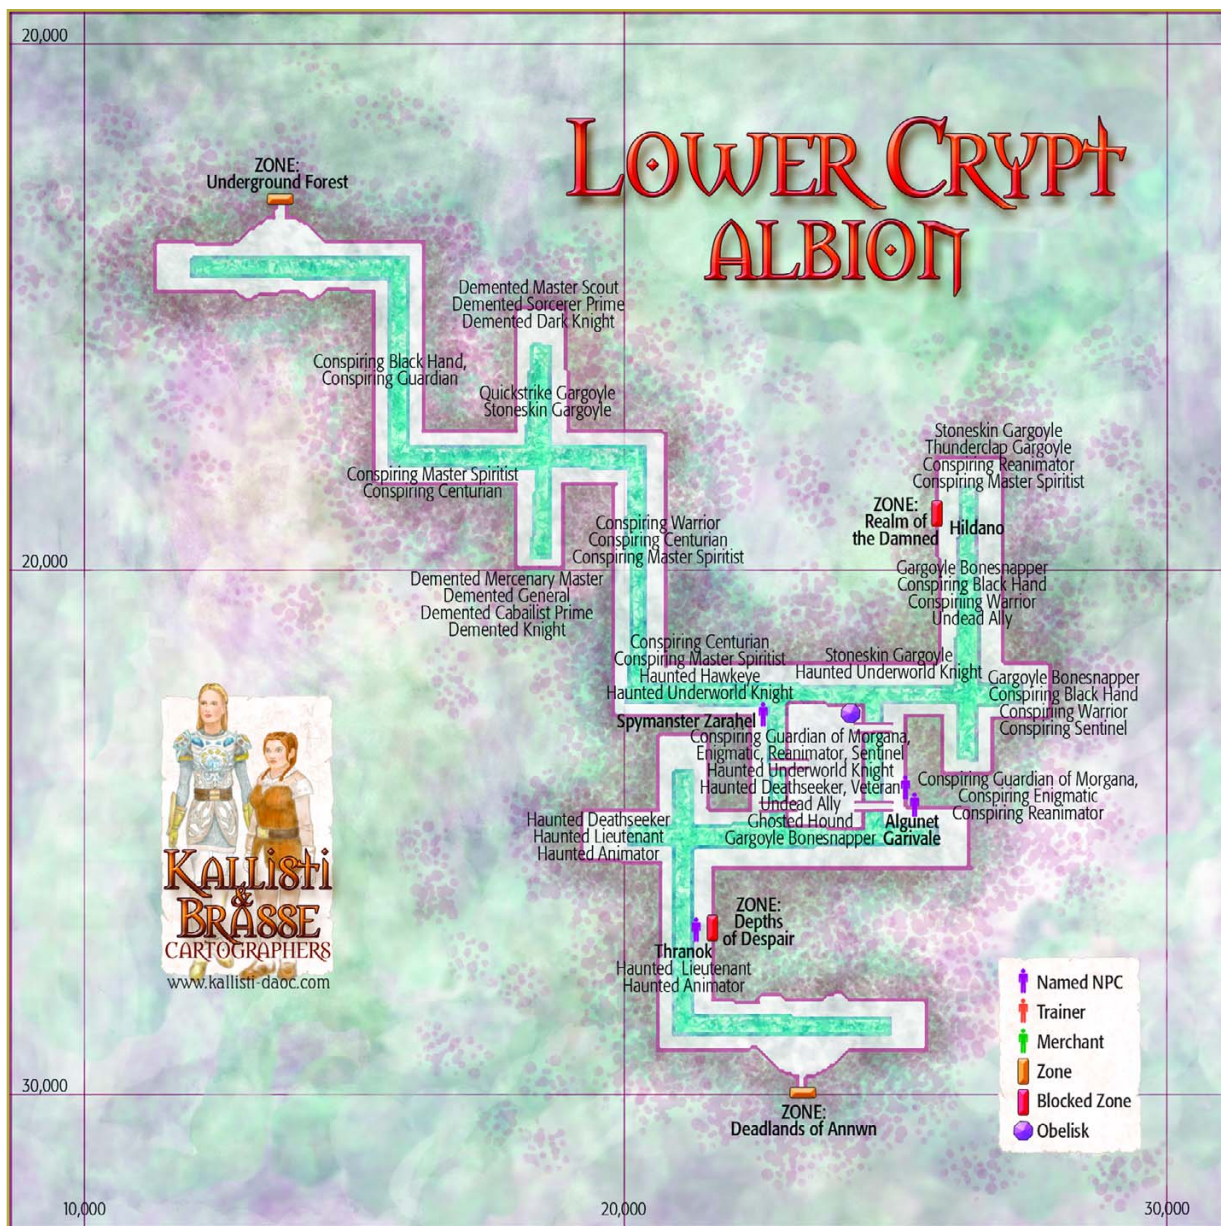 20,000
LOWER CRYPT
ALBION
ZONE:
Underground Forest
Demented Master Scout
Demented Sorcerer Prime
Demented Dark Knight
Conspiring Black Hand,
Conspiring Guardian
Quickstrike Gargoyle
Stoneskin Gargoyle
Stoneskin Gargoyle
Thunderclap Gargoyle
Conspiring Reanimator
Conspiring Master Spiritist
Conspiring Master Spiritist
Conspiring Centurian
ZONE:
Realm of
the Damned
Hildano
Conspiring Warrior
Conspiring Centurian
Conspiring Master Spiritist
20,000
Demented Mercenary Master
Demented General
Demented Cabailist Prime
Demented Knight
Gargoyle Bonesnapper
Conspiring Black Hand
Conspiring Warrior
Undead Ally
Conspiring Centurian
Conspiring Master Spiritist
Haunted Hawkeye
Haunted Underworld Knight
Stoneskin Gargoyle
Haunted Underworld Knight
Gargoyle Bonesnapper
Conspiring Black Hand
Conspiring Warrior
Conspiring Sentinel
Spymanster Zarahel
Conspiring Guardian of Morgana,
Enigmatic, Reanimator, Sentinel
Haunted Underworld Knight
Haunted Deathseeker, Veteran
Undead Ally
Ghosted Hound
Gargoyle Bonesnapper
Conspiring Guardian of Morgana,
Conspiring Enigmatic
Conspiring Reanimator
Algunet
Garivale
Haunted Deathseeker
Haunted Lieutenant
Haunted Animator
ZONE:
Depths
of Despair
Thranok
Haunted Lieutenant
Haunted Animator
KALLISTI
&
BRASSE
CARTOGRAPHERS
www.kallisti-daoc.com
Named NPC
Trainer
Merchant
Zone
Blocked Zone
Obelisk
30,000
ZONE:
Deadlands of Annwn
10,000
20,000
30,000